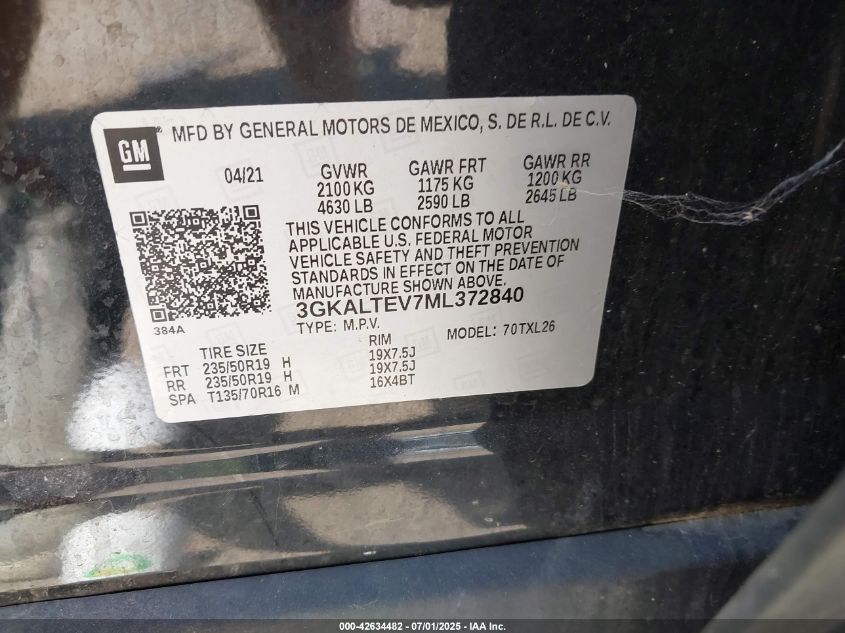 GM
MFD BY GENERAL MOTORS DE MEXICO, S. DE R.L. DE C.V.
04/21
GVWR GAWR FRT GAWR RR
2100 KG 1175 KG 1200 KG
4630 LB 2590 LB 2645 LB
THIS VEHICLE CONFORMS TO ALL
APPLICABLE U.S. FEDERAL MOTOR
VEHICLE SAFETY AND THEFT PREVENTION
STANDARDS IN EFFECT ON THE DATE OF
MANUFACTURE SHOWN ABOVE.
384A
3GKALTEV7ML372840
TYPE: M.P.V. MODEL: 70TXL26
TIRE SIZE RIM
FRT 235/50R19 H 19X7.5J
RR 235/50R19 H 19X7.5J
SPA T135/70R16 M 16X4BT
000-42634482 - 07/01/2025 - IAA Inc.